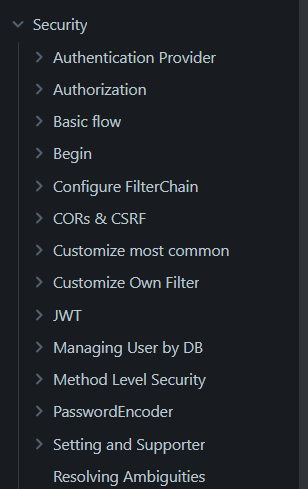 Security
Authentication Provider
Authorization
Basic flow
Begin
Configure FilterChain
CORs & CSRF
Customize most common
Customize Own Filter
JWT
Managing User by DB
Method Level Security
PasswordEncoder
Setting and Supporter
Resolving Ambiguities